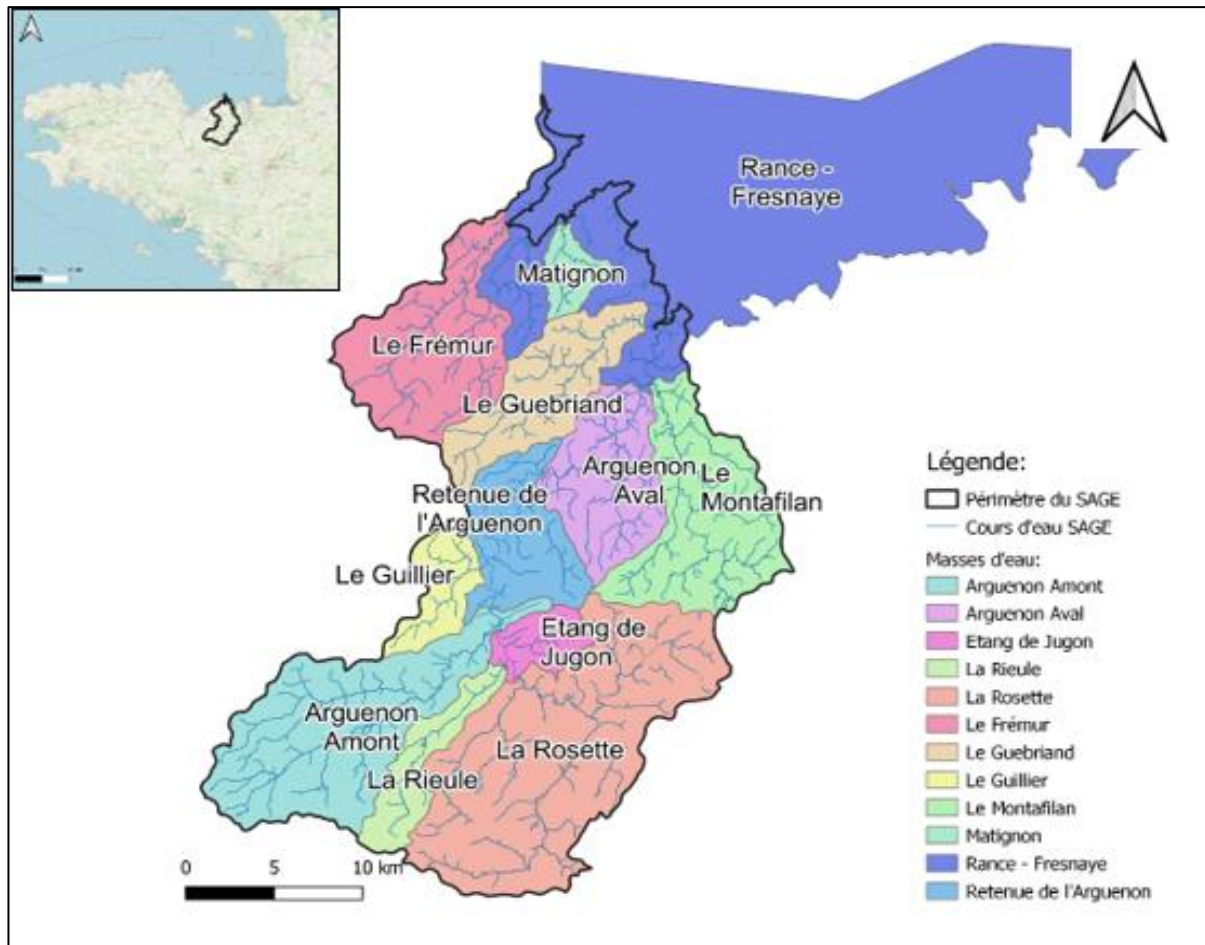 Rance -
Fresnaye
Matignon
Le Frémur
Le Guebriand
Arguenon
Aval
Le
Montafilan
Retenue de
l'Arguenon
Le Guillier
Etang de
Jugon
Arguenon
Amont
La Rosette
La Rieule
0 5 10 km
Légende:
Périmètre du SAGE
Cours d'eau SAGE
Masses d'eau:
Arguenon Amont
Arguenon Aval
Etang de Jugon
La Rieule
La Rosette
Le Frémur
Le Guebriand
Le Guillier
Le Montafilan
Matignon
Rance - Fresnaye
Retenue de l'Arguenon